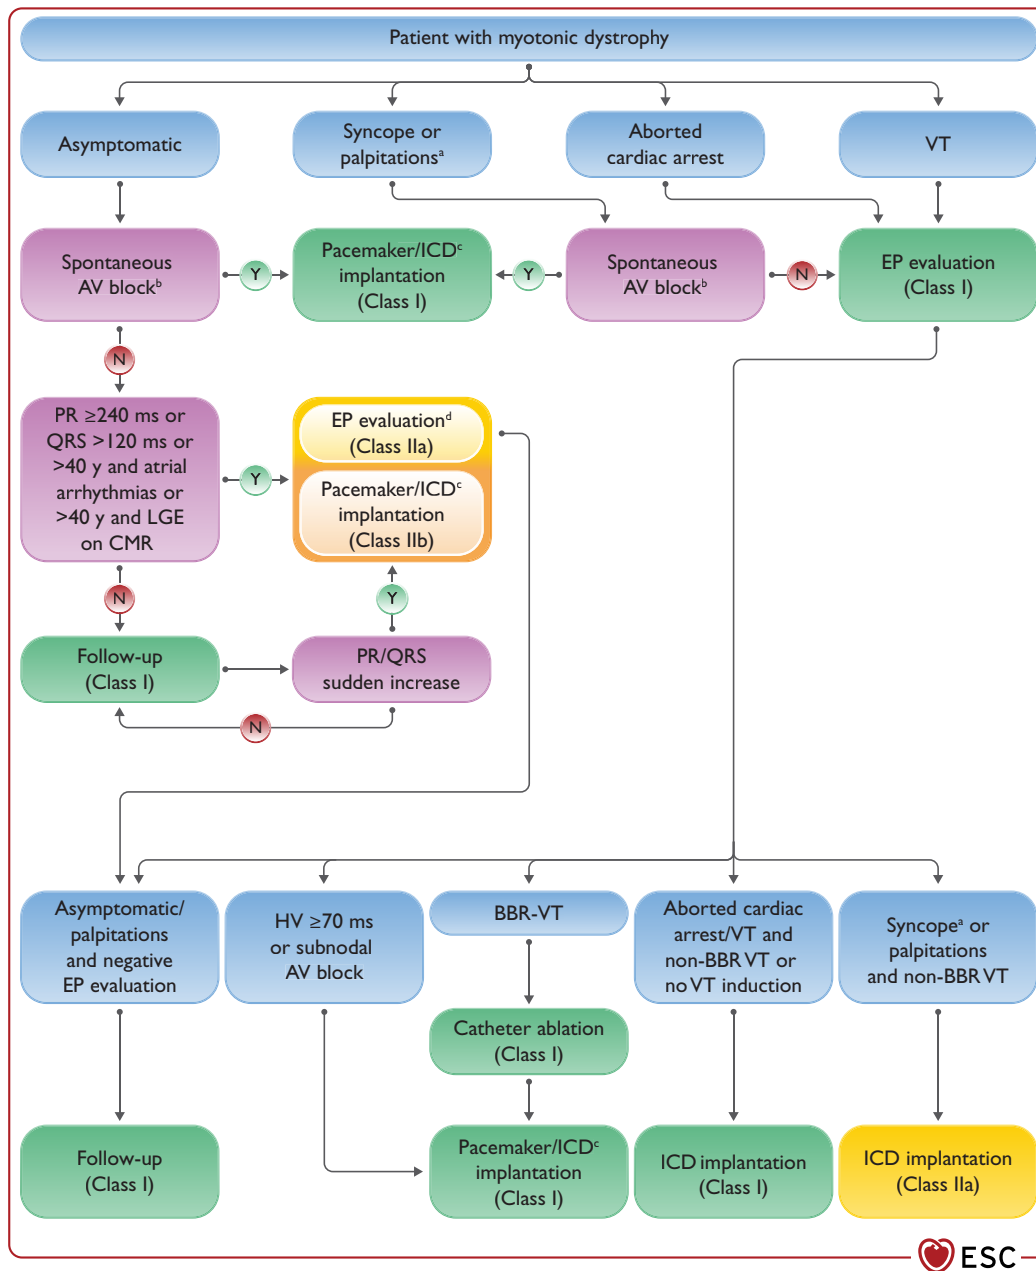 Patient with myotonic dystrophy
Asymptomatic
Syncope or
palpitationsᵃ
Aborted
cardiac arrest
VT
Spontaneous
AV blockᵇ
Y
Pacemaker/ICDᶜ
implantation
(Class I)
Y
Spontaneous
AV blockᵇ
N
EP evaluation
(Class I)
N
PR ≥240 ms or
QRS >120 ms or
>40 y and atrial
arrhythmias or
>40 y and LGE
on CMR
Y
EP evaluationᵈ
(Class IIa)
Pacemaker/ICDᶜ
implantation
(Class IIb)
N
Y
Follow-up
(Class I)
PR/QRS
sudden increase
N
Asymptomatic/
palpitations
and negative
EP evaluation
HV ≥70 ms
or subnodal
AV block
BBR-VT
Aborted cardiac
arrest/VT and
non-BBR VT or
no VT induction
Syncopeᵃ or
palpitations
and non-BBR VT
Catheter ablation
(Class I)
Follow-up
(Class I)
Pacemaker/ICDᶜ
implantation
(Class I)
ICD implantation
(Class I)
ICD implantation
(Class IIa)
ESC